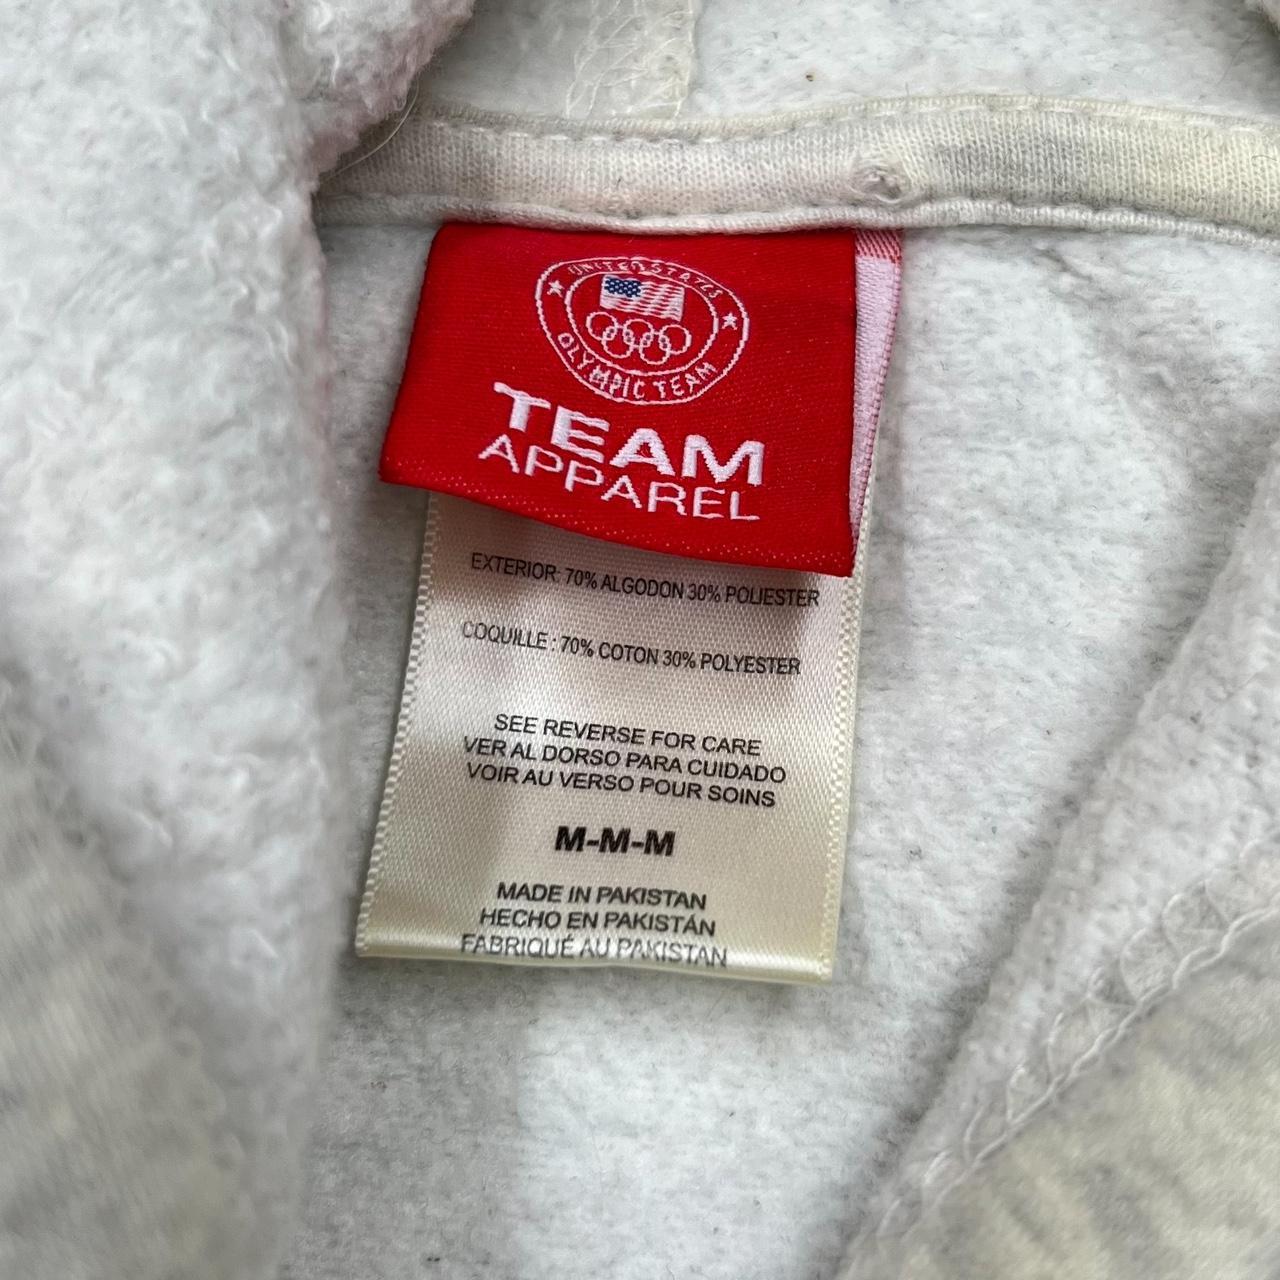 UNITED STATES
OLYMPIC TEAM
TEAM
APPAREL
EXTERIOR: 70% ALGODON 30% POLIESTER
COQUILLE : 70% COTON 30% POLYESTER
SEE REVERSE FOR CARE
VER AL DORSO PARA CUIDADO
VOIR AU VERSO POUR SOINS
M-M-M
MADE IN PAKISTAN
HECHO EN PAKISTÁN
FABRIQUÉ AU PAKISTAN